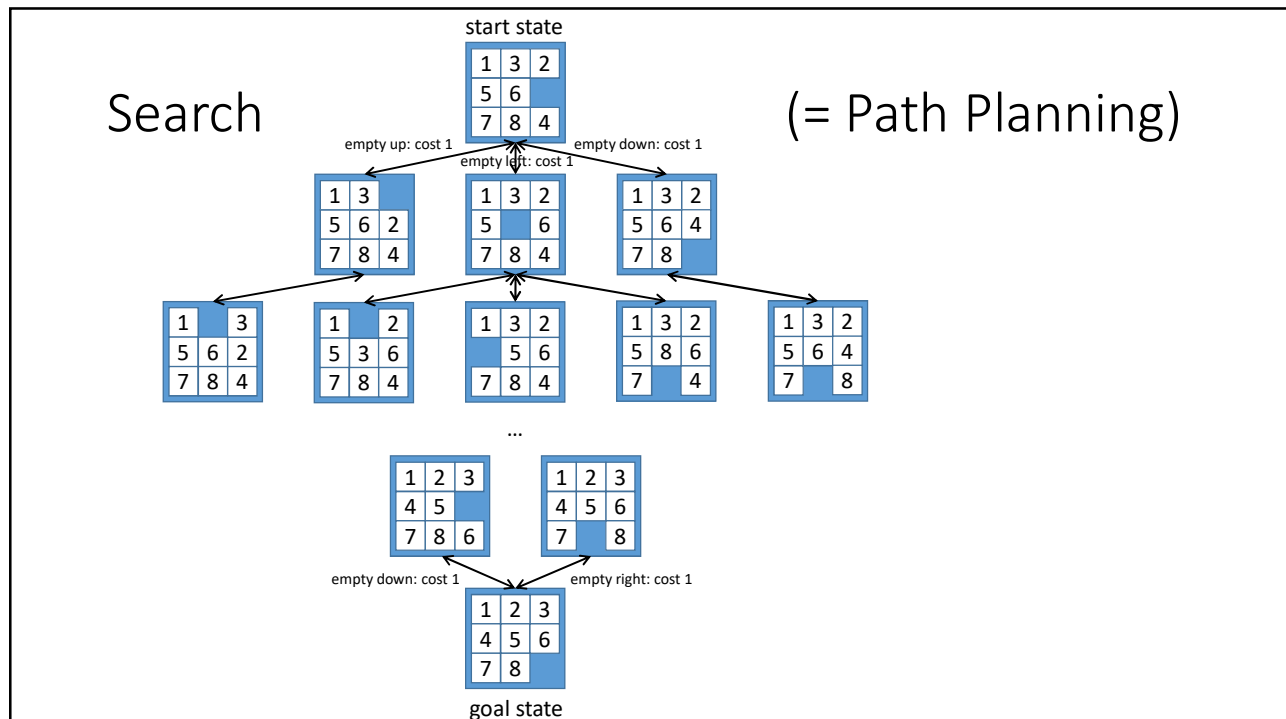 start state
1 3 2
5 6
7 8 4
Search
(= Path Planning)
empty up: cost 1
empty left: cost 1
empty down: cost 1
1 3
5 6 2
7 8 4
1 3 2
5 6
7 8 4
1 3 2
5 6 4
7 8
1 3
5 6 2
7 8 4
1 2
5 3 6
7 8 4
1 3 2
5 6
7 8 4
1 3 2
5 8 6
7 4
1 3 2
5 6 4
7 8
...
1 2 3
4 5
7 8 6
1 2 3
4 5 6
7 8
empty down: cost 1
empty right: cost 1
1 2 3
4 5 6
7 8
goal state